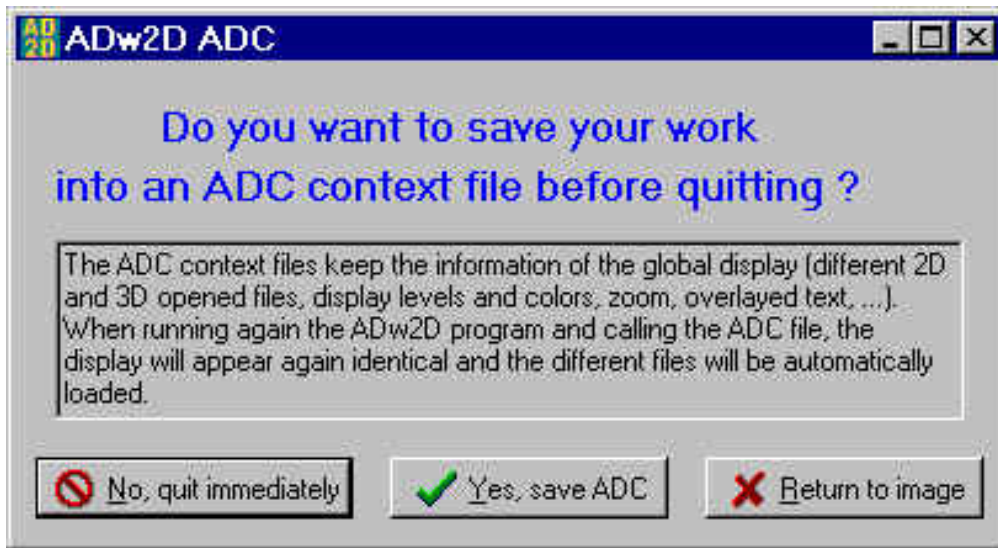 AD
2D
ADw2D ADC
Do you want to save your work
into an ADC context file before quitting ?
The ADC context files keep the information of the global display (different 2D
and 3D opened files, display levels and colors, zoom, overlayed text, ...).
When running again the ADw2D program and calling the ADC file, the
display will appear again identical and the different files will be automatically
loaded.
No, quit immediately
Yes, save ADC
Return to image